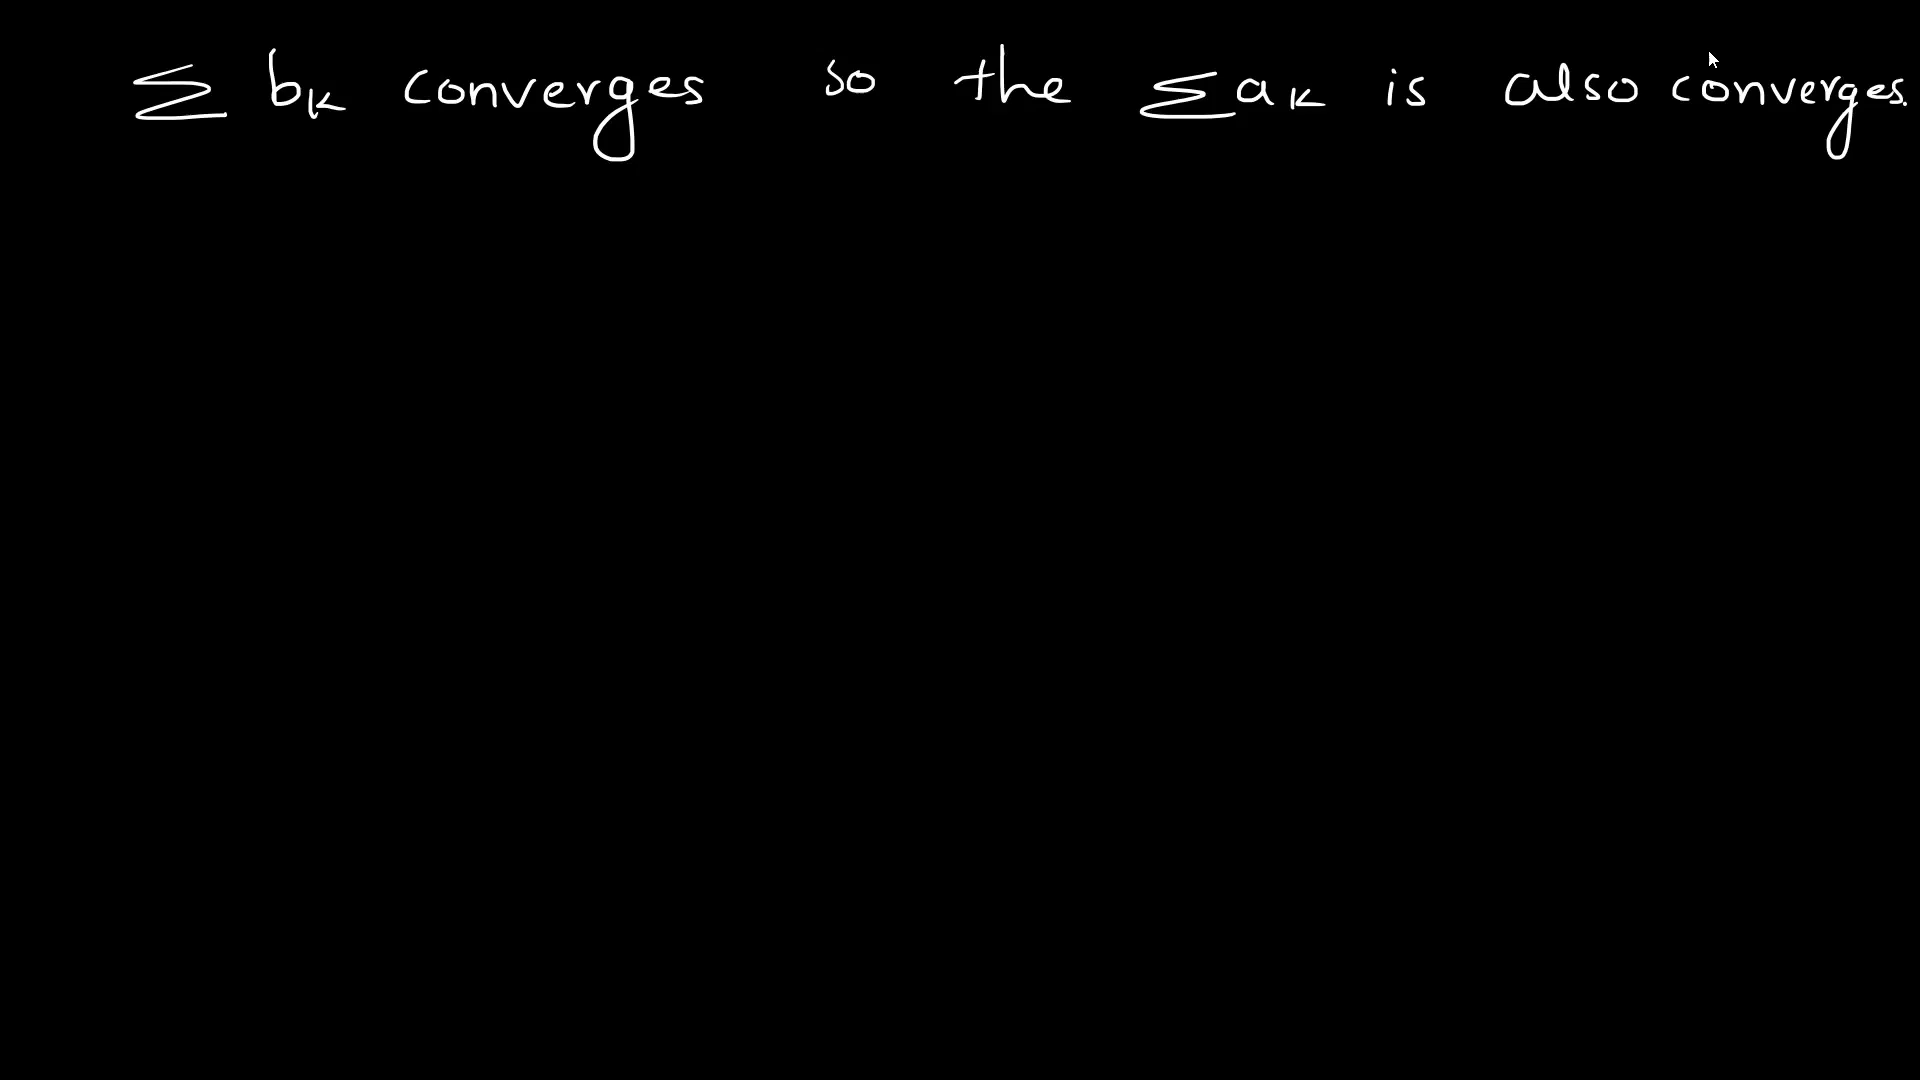 ∑ bₖ converges so the ∑aₖ is also converges.